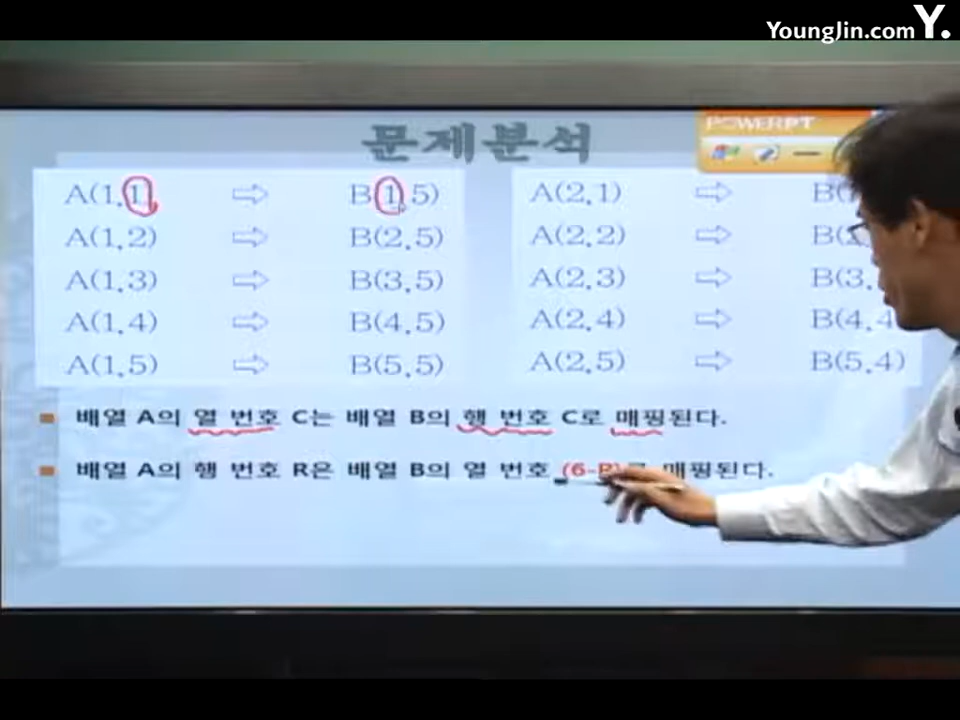 YoungJin.com Y.
문제분석
POWERPT
A(1,1) ⇨ B(1,5) A(2,1) ⇨
A(1,2) ⇨ B(2,5) A(2,2) ⇨
A(1,3) ⇨ B(3,5) A(2,3) ⇨ B(3,
A(1,4) ⇨ B(4,5) A(2,4) ⇨ B(4,4
A(1,5) ⇨ B(5,5) A(2,5) ⇨ B(5,4)
배열 A의 열 번호 C는 배열 B의 행 번호 C로 매핑된다.
배열 A의 행 번호 R은 배열 B의 열 번호 (6-R)로 매핑된다.